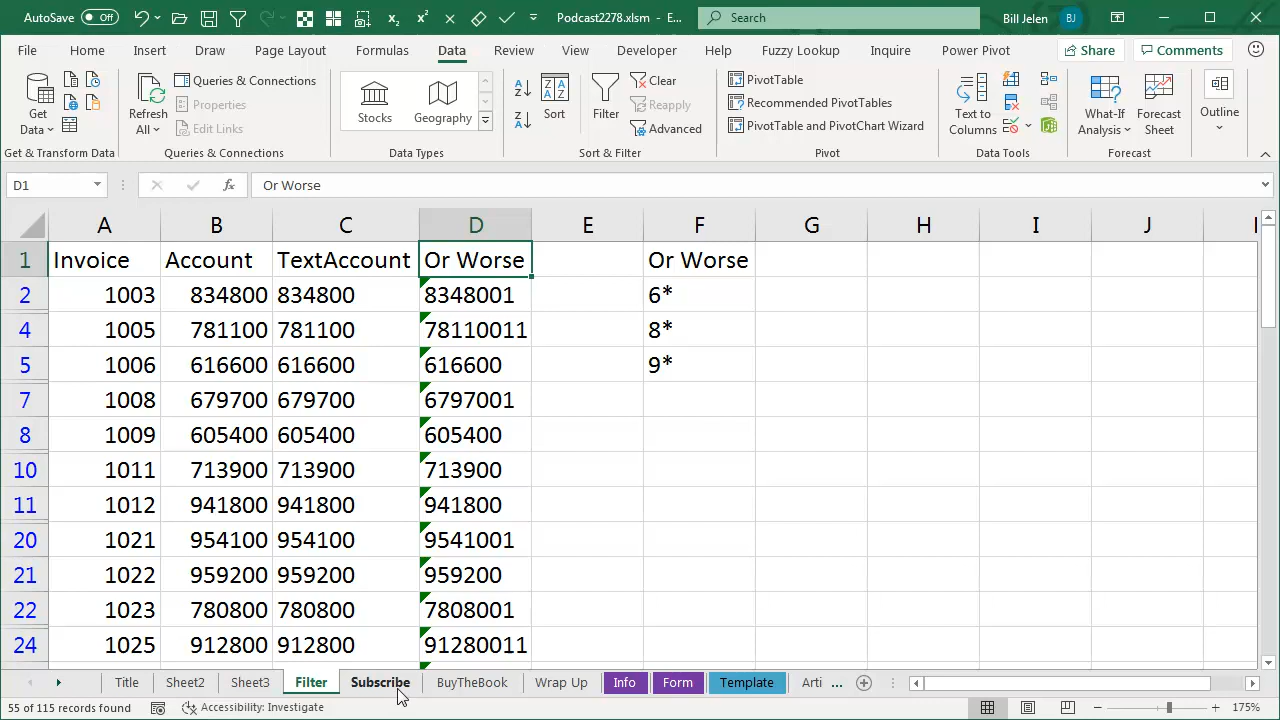 AutoSave Off Podcast2278.xlsm - E... Search Bill Jelen BJ
File Home Insert Draw Page Layout Formulas Data Review View Developer Help Fuzzy Lookup Inquire Power Pivot Share Comments
Get Data Refresh All Queries & Connections Properties Edit Links Stocks Geography Sort Filter Clear Reapply Advanced PivotTable Recommended PivotTables PivotTable and PivotChart Wizard Text to Columns What-If Analysis Forecast Sheet Outline
Get & Transform Data Queries & Connections Data Types Sort & Filter Pivot Data Tools Forecast
D1 fx Or Worse
A B C D E F G H I J
1 Invoice Account TextAccount Or Worse Or Worse
2 1003 834800 834800 8348001 6*
4 1005 781100 781100 78110011 8*
5 1006 616600 616600 616600 9*
7 1008 679700 679700 6797001
8 1009 605400 605400 605400
10 1011 713900 713900 713900
11 1012 941800 941800 941800
20 1021 954100 954100 9541001
21 1022 959200 959200 959200
22 1023 780800 780800 7808001
24 1025 912800 912800 91280011
Title Sheet2 Sheet3 Filter Subscribe BuyTheBook Wrap Up Info Form Template Arti ...
55 of 115 records found Accessibility: Investigate 175%